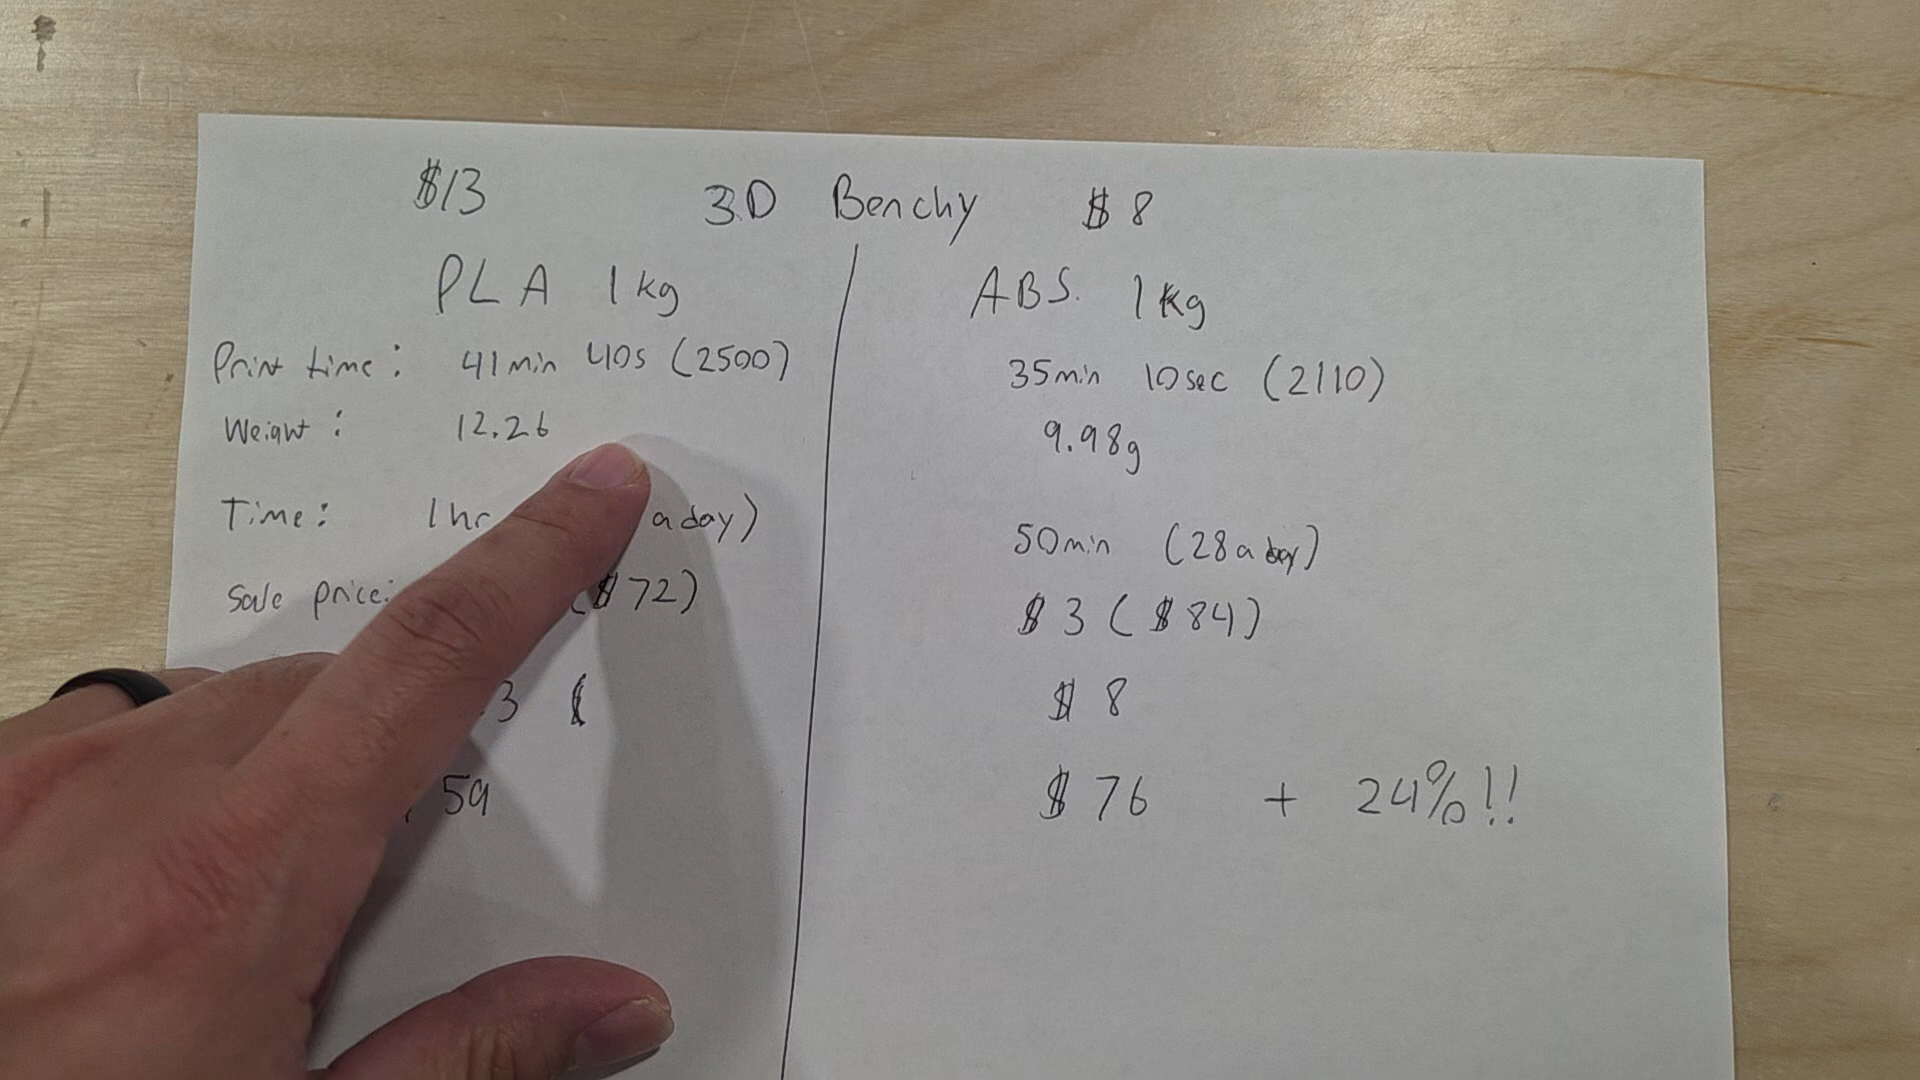 $13 3D Benchy $8
PLA 1kg
Print time: 41min 40s (2500)
Weight: 12.26
Time: 1hr a day)
Sale price: ($72)
3
59
ABS. 1kg
35min 10sec (2110)
9.98g
50min (28 a day)
$3 ($84)
$8
$76 + 24%!!